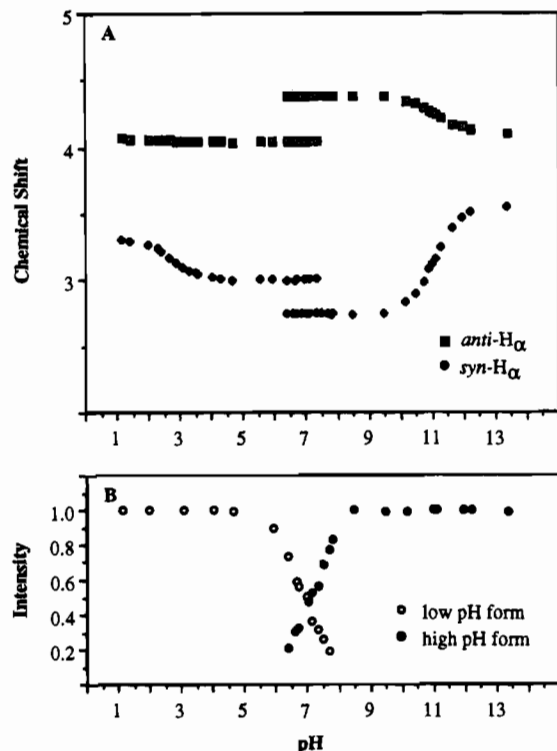 A
5
4
3
Chemical Shift
■ anti-Hα
● syn-Hα
1 3 5 7 9 11 13
B
1.0
0.8
0.6
0.4
0.2
Intensity
○ low pH form
● high pH form
1 3 5 7 9 11 13
pH